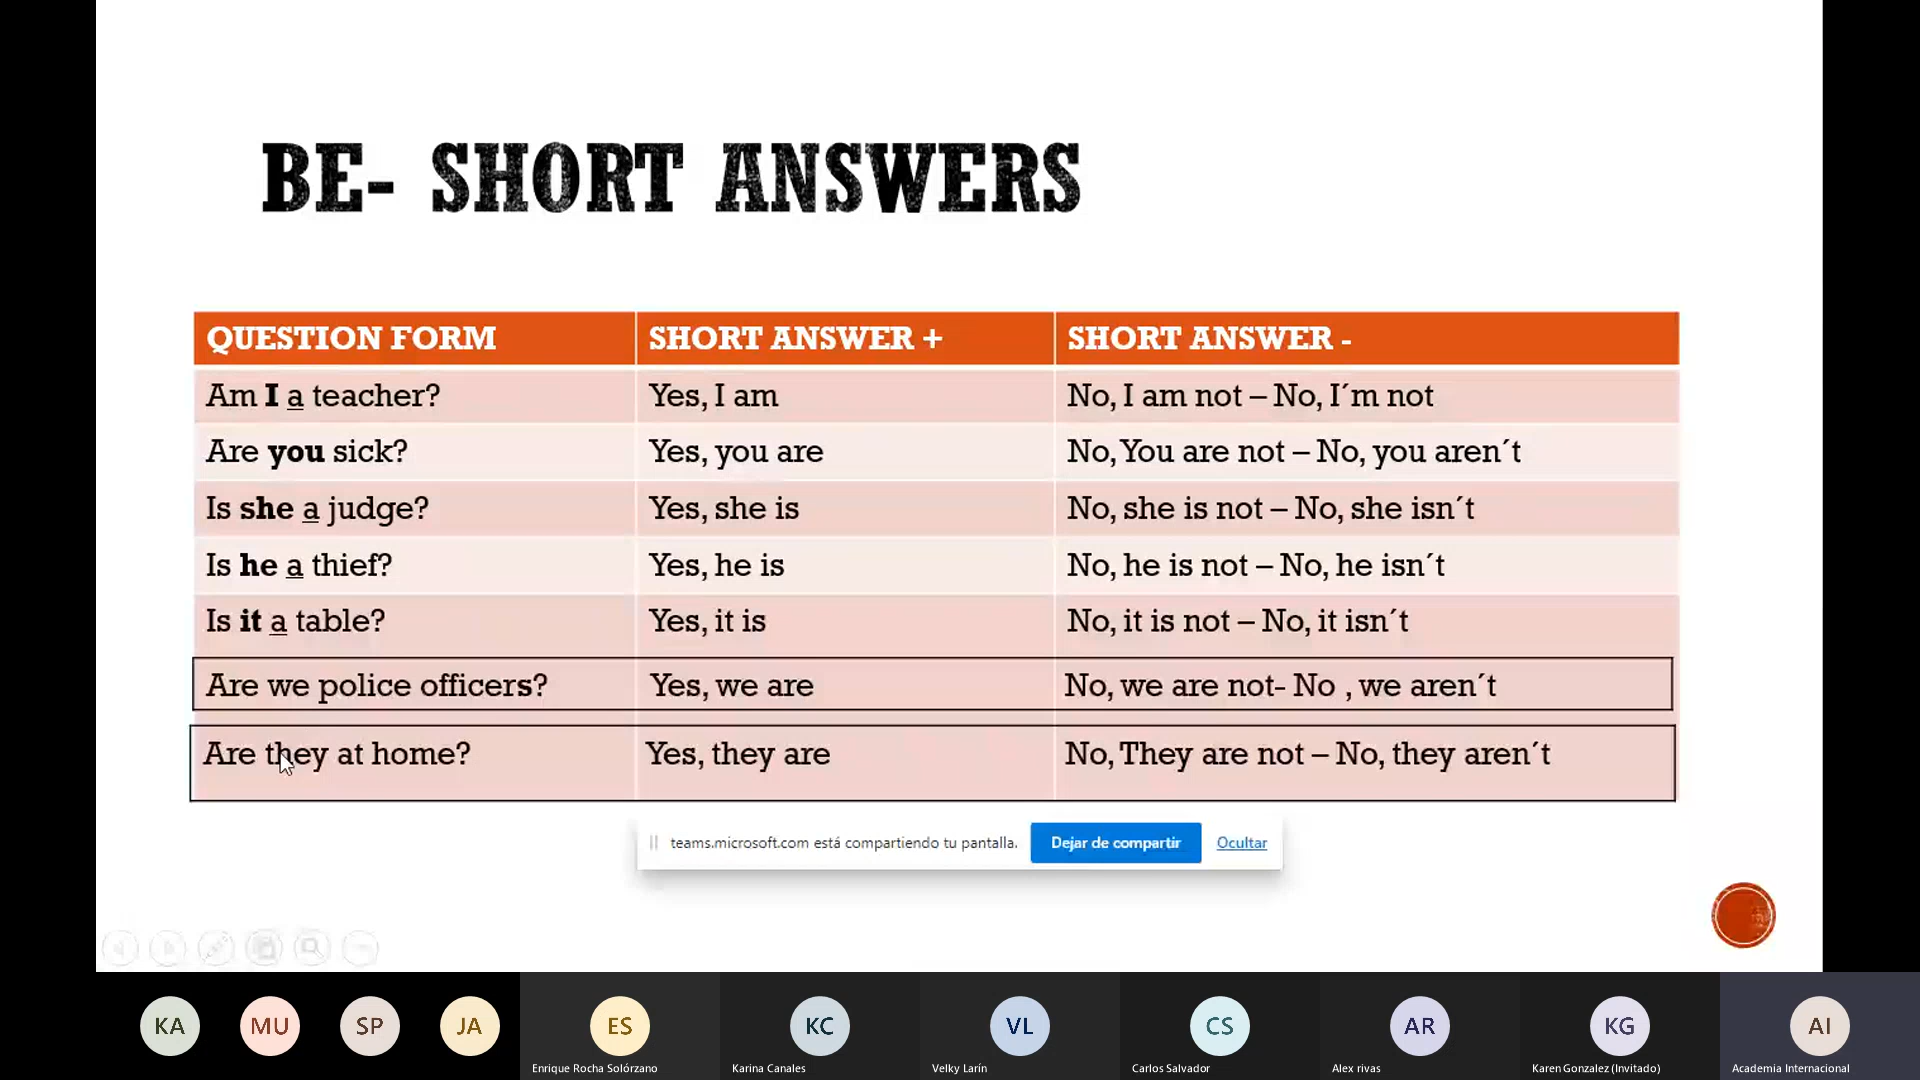 BE- SHORT ANSWERS
QUESTION FORM SHORT ANSWER + SHORT ANSWER -
Am I a teacher? Yes, I am No, I am not – No, I´m not
Are you sick? Yes, you are No, You are not – No, you aren´t
Is she a judge? Yes, she is No, she is not – No, she isn´t
Is he a thief? Yes, he is No, he is not – No, he isn´t
Is it a table? Yes, it is No, it is not – No, it isn´t
Are we police officers? Yes, we are No, we are not- No , we aren´t
Are they at home? Yes, they are No, They are not – No, they aren´t
teams.microsoft.com está compartiendo tu pantalla. Dejar de compartir Ocultar
KA MU SP JA ES KC VL CS AR KG AI
Enrique Rocha Solórzano Karina Canales Velky Larín Carlos Salvador Alex rivas Karen Gonzalez (Invitado) Academia Internacional